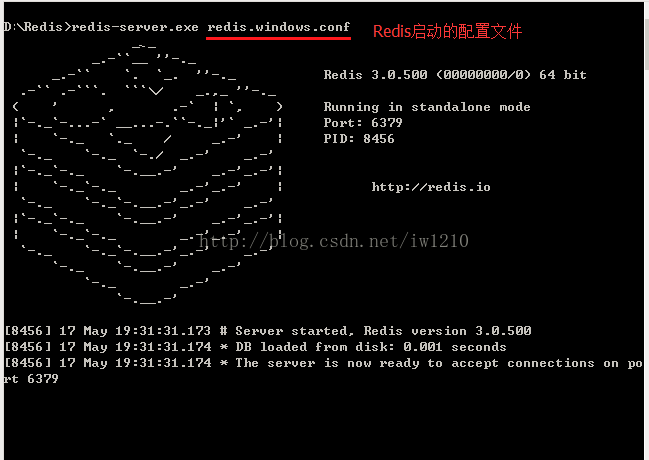 D:\Redis>redis-server.exe redis.windows.conf
Redis启动的配置文件
Redis 3.0.500 (00000000/0) 64 bit
Running in standalone mode
Port: 6379
PID: 8456
http://redis.io
http://blog.csdn.net/iw1210
[8456] 17 May 19:31:31.173 # Server started, Redis version 3.0.500
[8456] 17 May 19:31:31.174 * DB loaded from disk: 0.001 seconds
[8456] 17 May 19:31:31.174 * The server is now ready to accept connections on po
rt 6379